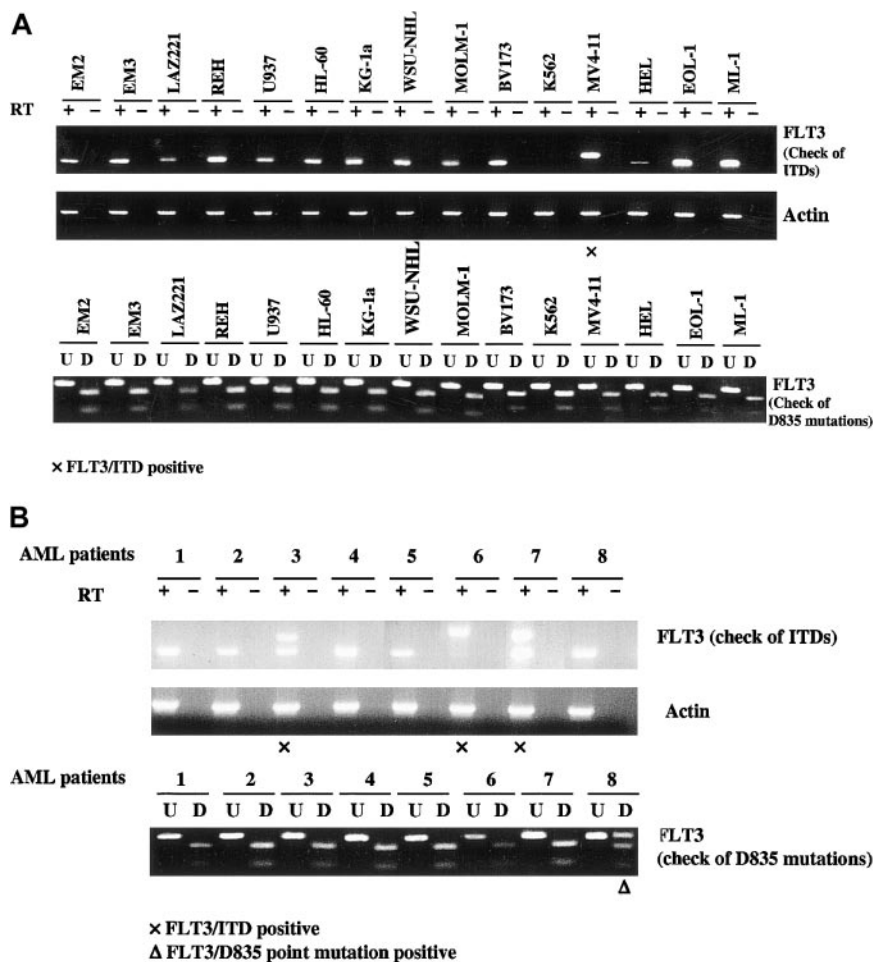 A
EM2 EM3 LAZ221 REH U937 HL-60 KG-1a WSU-NHL MOLM-1 BV173 K562 MV4-11 HEL EOL-1 ML-1
RT + − + − + − + − + − + − + − + − + − + − + − + − + − + − + −
FLT3
(Check of
ITDs)
Actin
×
EM2 EM3 LAZ221 REH U937 HL-60 KG-1a WSU-NHL MOLM-1 BV173 K562 MV4-11 HEL EOL-1 ML-1
U D U D U D U D U D U D U D U D U D U D U D U D U D U D U D
FLT3
(Check of
D835 mutations)
× FLT3/ITD positive
B
AML patients 1 2 3 4 5 6 7 8
RT + − + − + − + − + − + − + − + −
FLT3 (check of ITDs)
Actin
× × ×
AML patients 1 2 3 4 5 6 7 8
U D U D U D U D U D U D U D U D
FLT3
(check of D835 mutations)
Δ
× FLT3/ITD positive
Δ FLT3/D835 point mutation positive